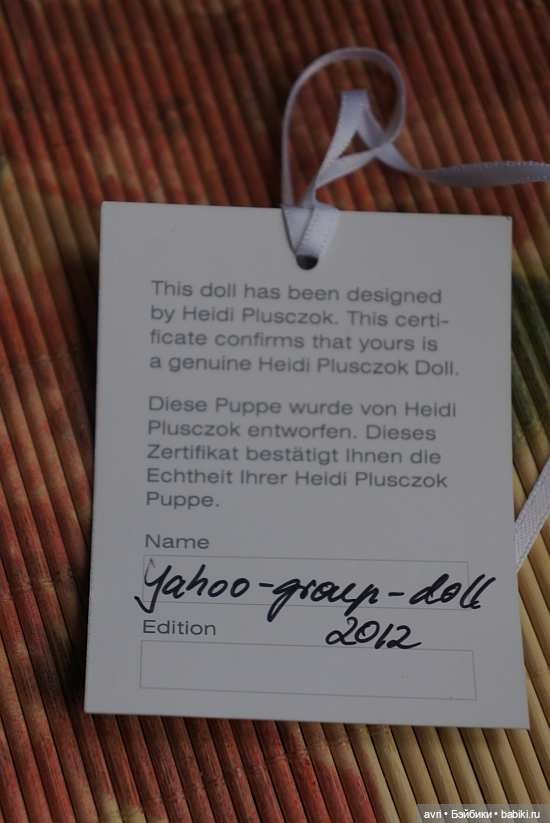 This doll has been designed
by Heidi Plusczok. This certi-
ficate confirms that yours is
a genuine Heidi Plusczok Doll.
Diese Puppe wurde von Heidi
Plusczok entworfen. Dieses
Zertifikat bestätigt Ihnen die
Echtheit Ihrer Heidi Plusczok
Puppe.
Name
Yahoo-group-doll
Edition
2012
avri • Бэйбики • babiki.ru